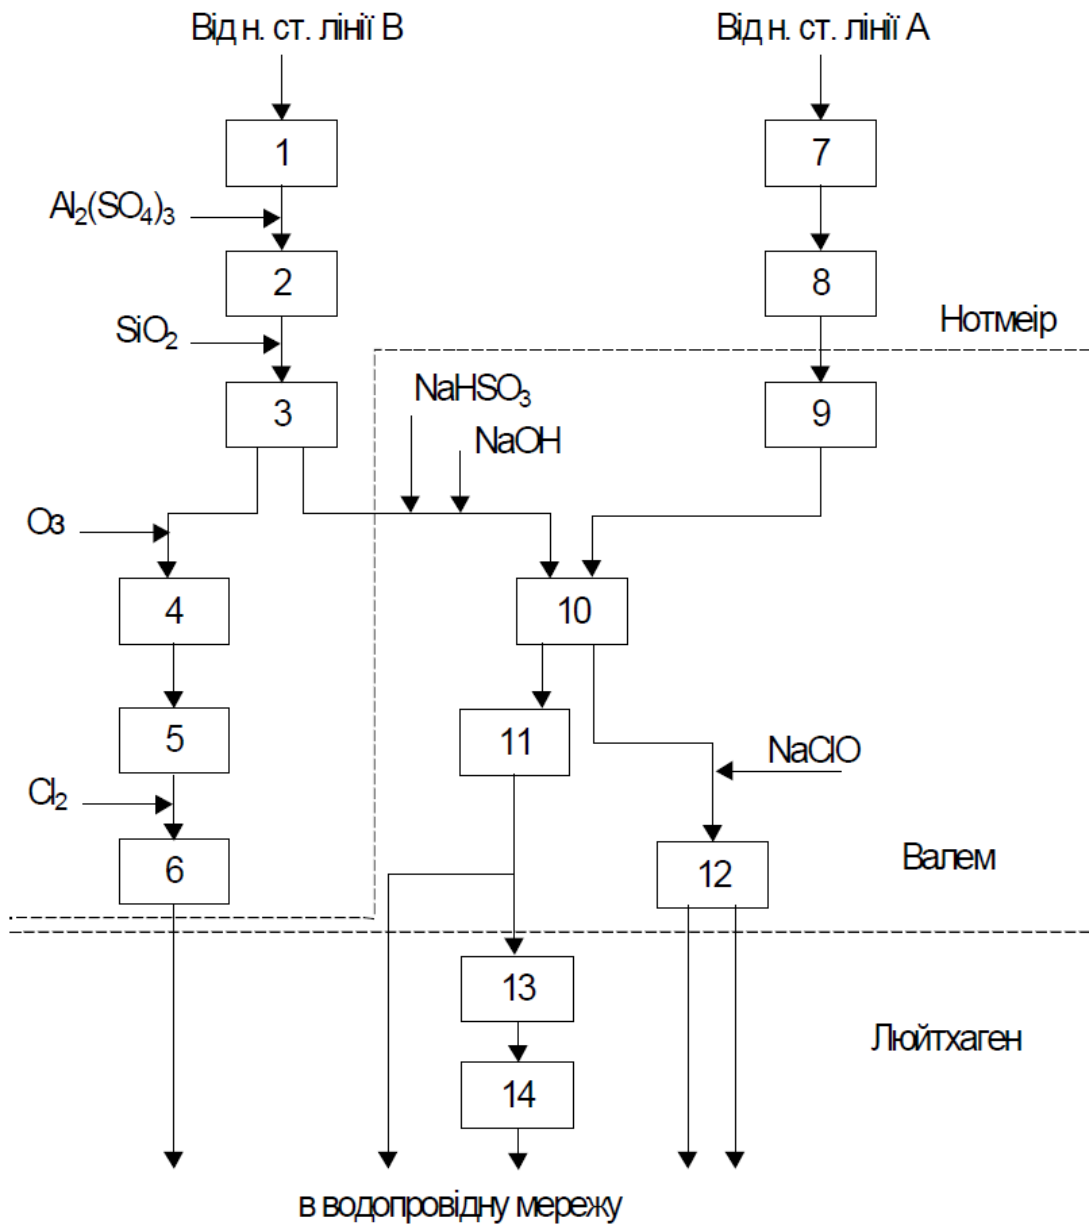 Від н. ст. лінії В
Від н. ст. лінії А
1
7
Al₂(SO₄)₃
2
8
SiO₂
Нотмеір
3
NaHSO₃
9
NaOH
O₃
4
10
5
11
NaClO
Cl₂
6
12
Валем
13
Люйтхаген
14
в водопровідну мережу